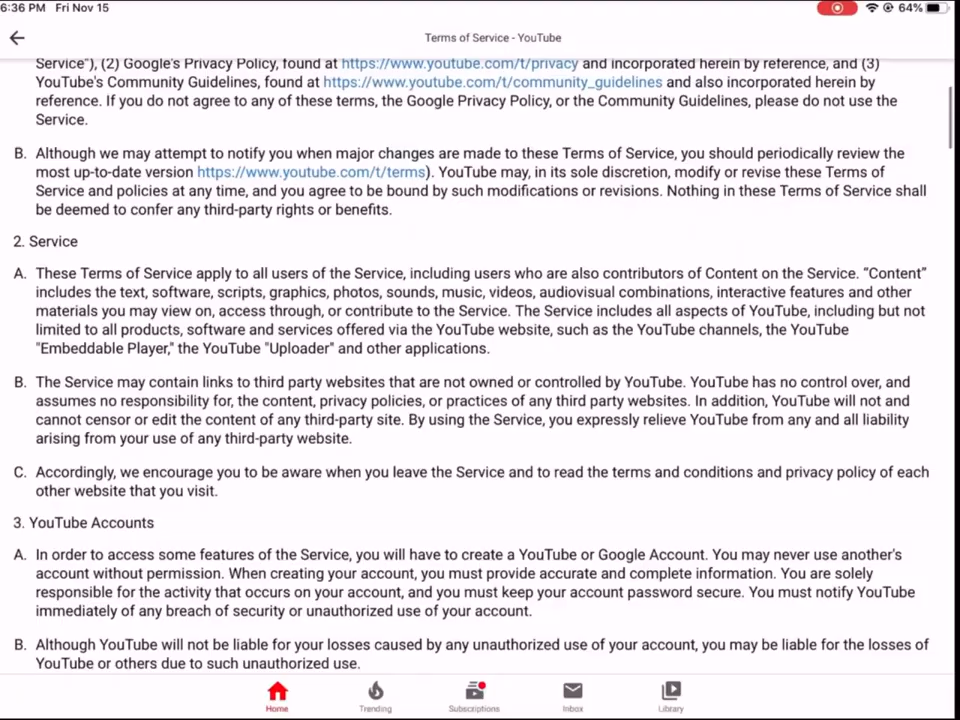 6:36 PM Fri Nov 15
64%
Terms of Service - YouTube
Service"), (2) Google's Privacy Policy, found at https://www.youtube.com/t/privacy and incorporated herein by reference, and (3)
YouTube's Community Guidelines, found at https://www.youtube.com/t/community_guidelines and also incorporated herein by
reference. If you do not agree to any of these terms, the Google Privacy Policy, or the Community Guidelines, please do not use the
Service.
B. Although we may attempt to notify you when major changes are made to these Terms of Service, you should periodically review the
most up-to-date version https://www.youtube.com/t/terms). YouTube may, in its sole discretion, modify or revise these Terms of
Service and policies at any time, and you agree to be bound by such modifications or revisions. Nothing in these Terms of Service shall
be deemed to confer any third-party rights or benefits.
2. Service
A. These Terms of Service apply to all users of the Service, including users who are also contributors of Content on the Service. “Content”
includes the text, software, scripts, graphics, photos, sounds, music, videos, audiovisual combinations, interactive features and other
materials you may view on, access through, or contribute to the Service. The Service includes all aspects of YouTube, including but not
limited to all products, software and services offered via the YouTube website, such as the YouTube channels, the YouTube
"Embeddable Player," the YouTube "Uploader" and other applications.
B. The Service may contain links to third party websites that are not owned or controlled by YouTube. YouTube has no control over, and
assumes no responsibility for, the content, privacy policies, or practices of any third party websites. In addition, YouTube will not and
cannot censor or edit the content of any third-party site. By using the Service, you expressly relieve YouTube from any and all liability
arising from your use of any third-party website.
C. Accordingly, we encourage you to be aware when you leave the Service and to read the terms and conditions and privacy policy of each
other website that you visit.
3. YouTube Accounts
A. In order to access some features of the Service, you will have to create a YouTube or Google Account. You may never use another's
account without permission. When creating your account, you must provide accurate and complete information. You are solely
responsible for the activity that occurs on your account, and you must keep your account password secure. You must notify YouTube
immediately of any breach of security or unauthorized use of your account.
B. Although YouTube will not be liable for your losses caused by any unauthorized use of your account, you may be liable for the losses of
YouTube or others due to such unauthorized use.
Home Trending Subscriptions Inbox Library